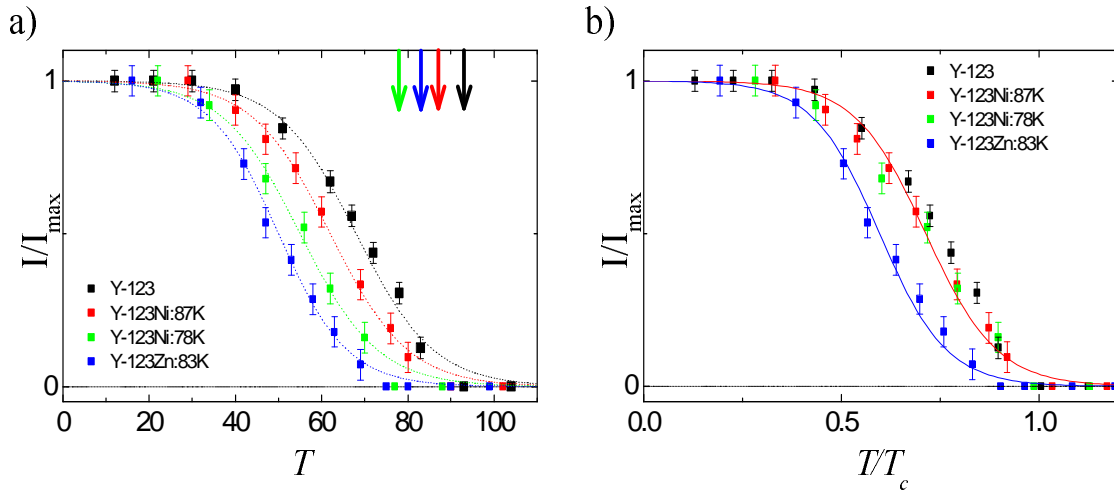 a)
I/I_max
1
0
Y-123
Y-123Ni:87K
Y-123Ni:78K
Y-123Zn:83K
0 20 40 60 80 100
T
b)
I/I_max
1
0
Y-123
Y-123Ni:87K
Y-123Ni:78K
Y-123Zn:83K
0.0 0.5 1.0
T/T_c